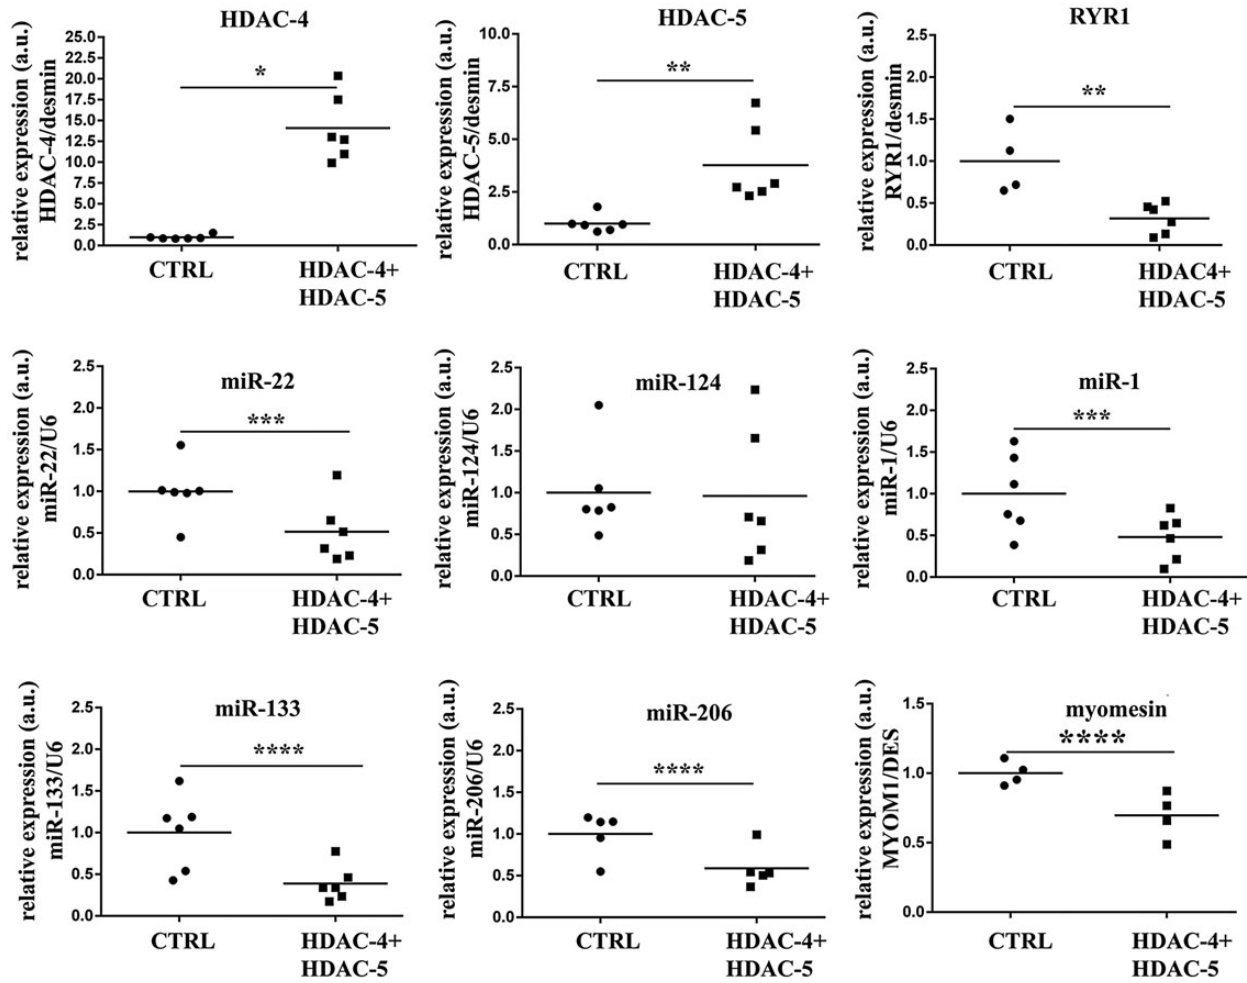 HDAC-4
relative expression (a.u.)
HDAC-4/desmin
25.0
22.5
20.0
17.5
15.0
12.5
10.0
7.5
5.0
2.5
0.0
*
CTRL
HDAC-4+
HDAC-5
HDAC-5
relative expression (a.u.)
HDAC-5/desmin
10.0
7.5
5.0
2.5
0.0
**
CTRL
HDAC-4+
HDAC-5
RYR1
relative expression (a.u.)
RYR1/desmin
2.5
2.0
1.5
1.0
0.5
0.0
**
CTRL
HDAC4+
HDAC-5
miR-22
relative expression (a.u.)
miR-22/U6
2.5
2.0
1.5
1.0
0.5
0.0
***
CTRL
HDAC-4+
HDAC-5
miR-124
relative expression (a.u.)
miR-124/U6
2.5
2.0
1.5
1.0
0.5
0.0
CTRL
HDAC-4+
HDAC-5
miR-1
relative expression (a.u.)
miR-1/U6
2.5
2.0
1.5
1.0
0.5
0.0
***
CTRL
HDAC-4+
HDAC-5
miR-133
relative expression (a.u.)
miR-133/U6
2.5
2.0
1.5
1.0
0.5
0.0
****
CTRL
HDAC-4+
HDAC-5
miR-206
relative expression (a.u.)
miR-206/U6
2.5
2.0
1.5
1.0
0.5
0.0
****
CTRL
HDAC-4+
HDAC-5
myomesin
relative expression (a.u.)
MYOM1/DES
1.5
1.0
0.5
0.0
****
CTRL
HDAC-4+
HDAC-5